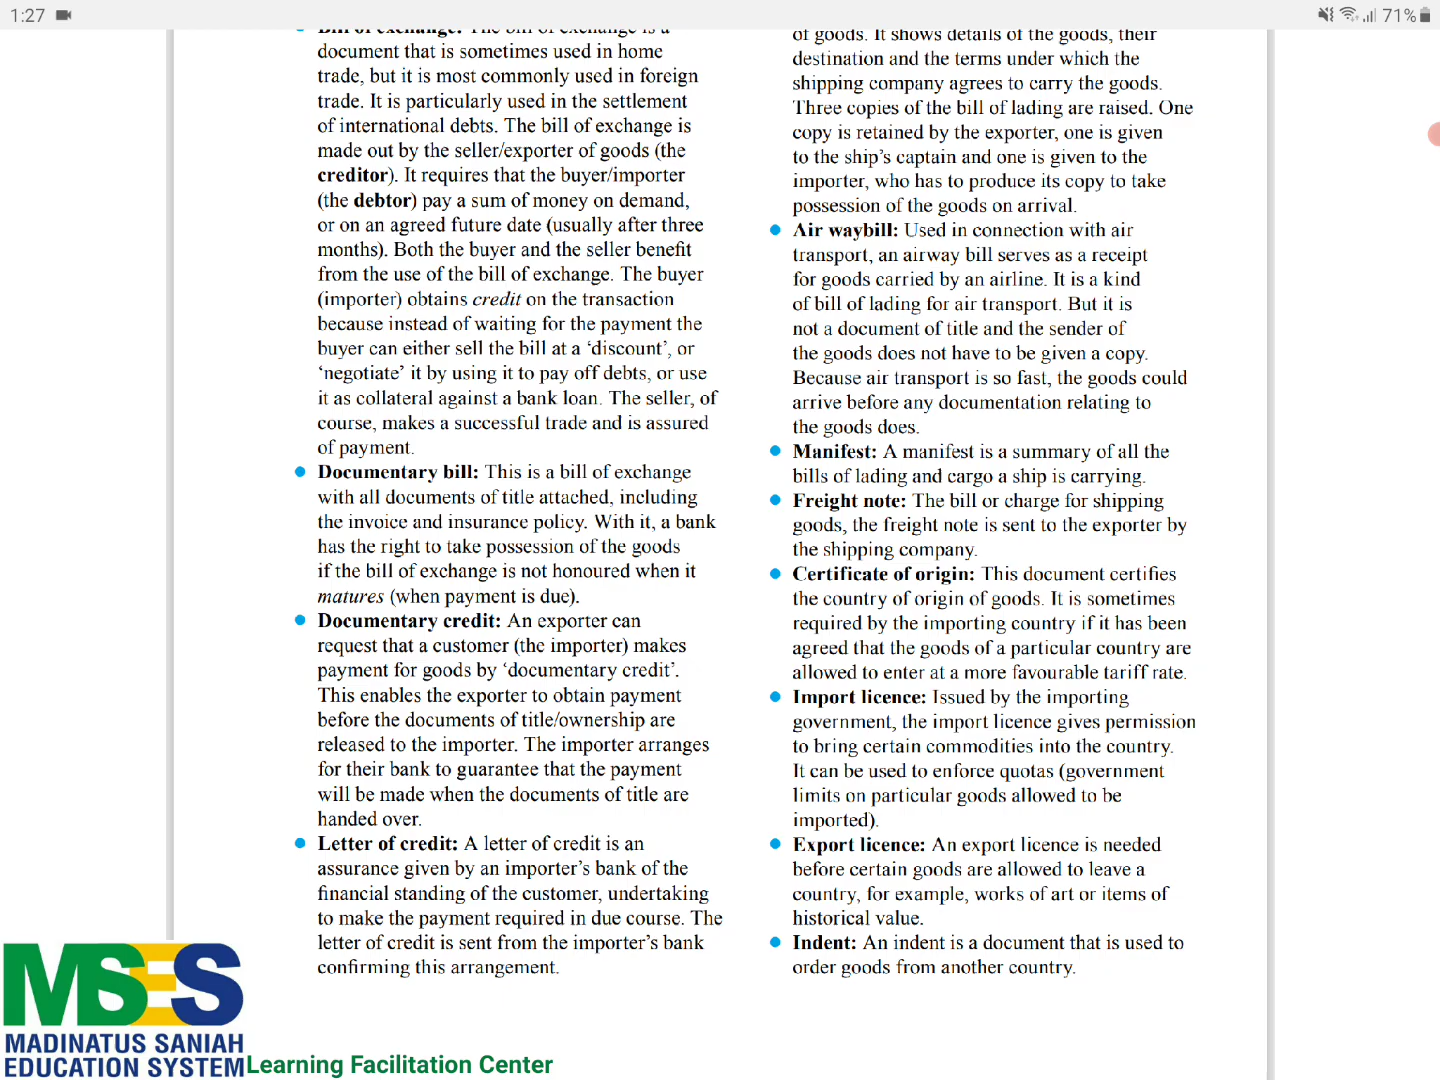 1:27
71%
Bill of exchange: The bill of exchange is a
document that is sometimes used in home
trade, but it is most commonly used in foreign
trade. It is particularly used in the settlement
of international debts. The bill of exchange is
made out by the seller/exporter of goods (the
creditor). It requires that the buyer/importer
(the debtor) pay a sum of money on demand,
or on an agreed future date (usually after three
months). Both the buyer and the seller benefit
from the use of the bill of exchange. The buyer
(importer) obtains credit on the transaction
because instead of waiting for the payment the
buyer can either sell the bill at a ‘discount’, or
‘negotiate’ it by using it to pay off debts, or use
it as collateral against a bank loan. The seller, of
course, makes a successful trade and is assured
of payment.
Documentary bill: This is a bill of exchange
with all documents of title attached, including
the invoice and insurance policy. With it, a bank
has the right to take possession of the goods
if the bill of exchange is not honoured when it
matures (when payment is due).
Documentary credit: An exporter can
request that a customer (the importer) makes
payment for goods by ‘documentary credit’.
This enables the exporter to obtain payment
before the documents of title/ownership are
released to the importer. The importer arranges
for their bank to guarantee that the payment
will be made when the documents of title are
handed over.
Letter of credit: A letter of credit is an
assurance given by an importer’s bank of the
financial standing of the customer, undertaking
to make the payment required in due course. The
letter of credit is sent from the importer’s bank
confirming this arrangement.
of goods. It shows details of the goods, their
destination and the terms under which the
shipping company agrees to carry the goods.
Three copies of the bill of lading are raised. One
copy is retained by the exporter, one is given
to the ship’s captain and one is given to the
importer, who has to produce its copy to take
possession of the goods on arrival.
Air waybill: Used in connection with air
transport, an airway bill serves as a receipt
for goods carried by an airline. It is a kind
of bill of lading for air transport. But it is
not a document of title and the sender of
the goods does not have to be given a copy.
Because air transport is so fast, the goods could
arrive before any documentation relating to
the goods does.
Manifest: A manifest is a summary of all the
bills of lading and cargo a ship is carrying.
Freight note: The bill or charge for shipping
goods, the freight note is sent to the exporter by
the shipping company.
Certificate of origin: This document certifies
the country of origin of goods. It is sometimes
required by the importing country if it has been
agreed that the goods of a particular country are
allowed to enter at a more favourable tariff rate.
Import licence: Issued by the importing
government, the import licence gives permission
to bring certain commodities into the country.
It can be used to enforce quotas (government
limits on particular goods allowed to be
imported).
Export licence: An export licence is needed
before certain goods are allowed to leave a
country, for example, works of art or items of
historical value.
Indent: An indent is a document that is used to
order goods from another country.
MSES
MADINATUS SANIAH
EDUCATION SYSTEM
Learning Facilitation Center